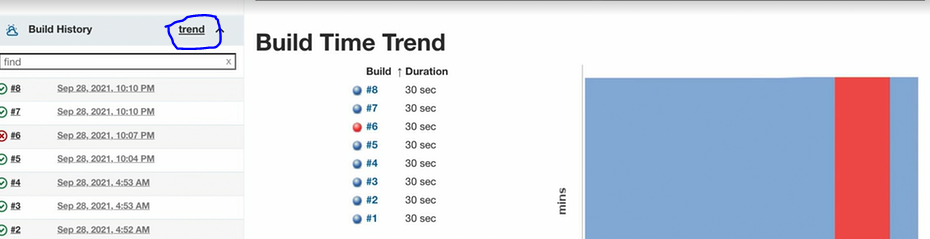 Build History trend
find x
#8 Sep 28, 2021, 10:10 PM
#7 Sep 28, 2021, 10:10 PM
#6 Sep 28, 2021, 10:07 PM
#5 Sep 28, 2021, 10:04 PM
#4 Sep 28, 2021, 4:53 AM
#3 Sep 28, 2021, 4:53 AM
#2 Sep 28, 2021, 4:52 AM
Build Time Trend
Build ↑ Duration
#8 30 sec
#7 30 sec
#6 30 sec
#5 30 sec
#4 30 sec
#3 30 sec
#2 30 sec
#1 30 sec
mins